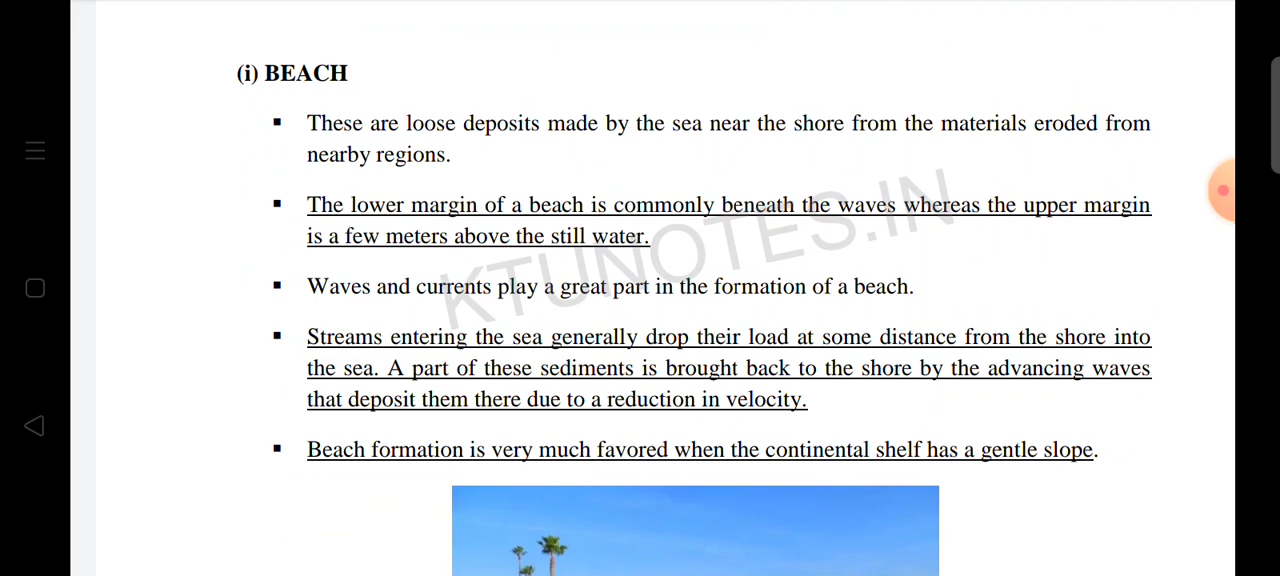 (i) BEACH
▪ These are loose deposits made by the sea near the shore from the materials eroded from
nearby regions.
▪ The lower margin of a beach is commonly beneath the waves whereas the upper margin
is a few meters above the still water.
▪ Waves and currents play a great part in the formation of a beach.
▪ Streams entering the sea generally drop their load at some distance from the shore into
the sea. A part of these sediments is brought back to the shore by the advancing waves
that deposit them there due to a reduction in velocity.
▪ Beach formation is very much favored when the continental shelf has a gentle slope.
KTUNOTES.IN